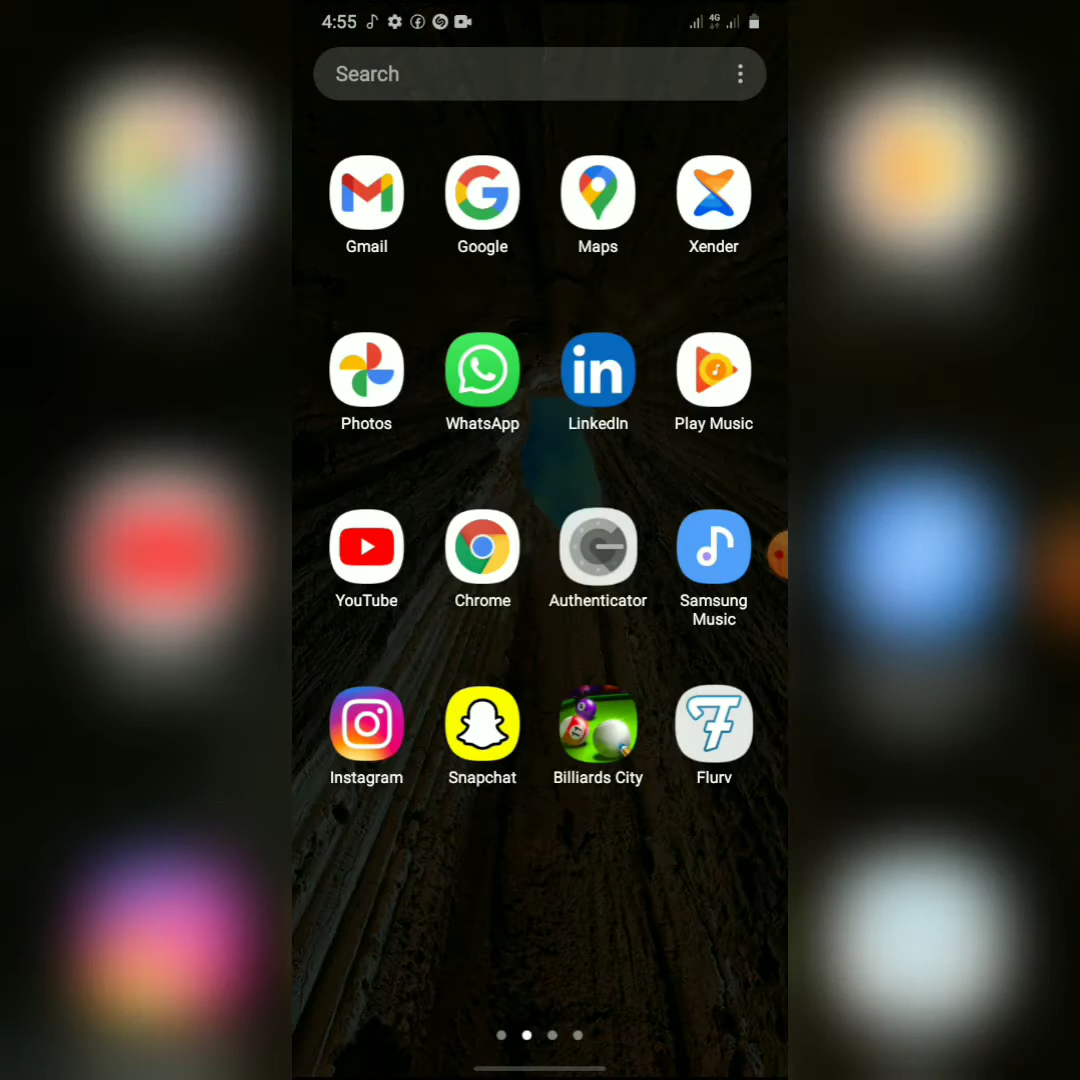 4:55
4G
Search
Gmail
Google
Maps
Xender
Photos
WhatsApp
LinkedIn
Play Music
YouTube
Chrome
Authenticator
Samsung
Music
Instagram
Snapchat
Billiards City
Flurv